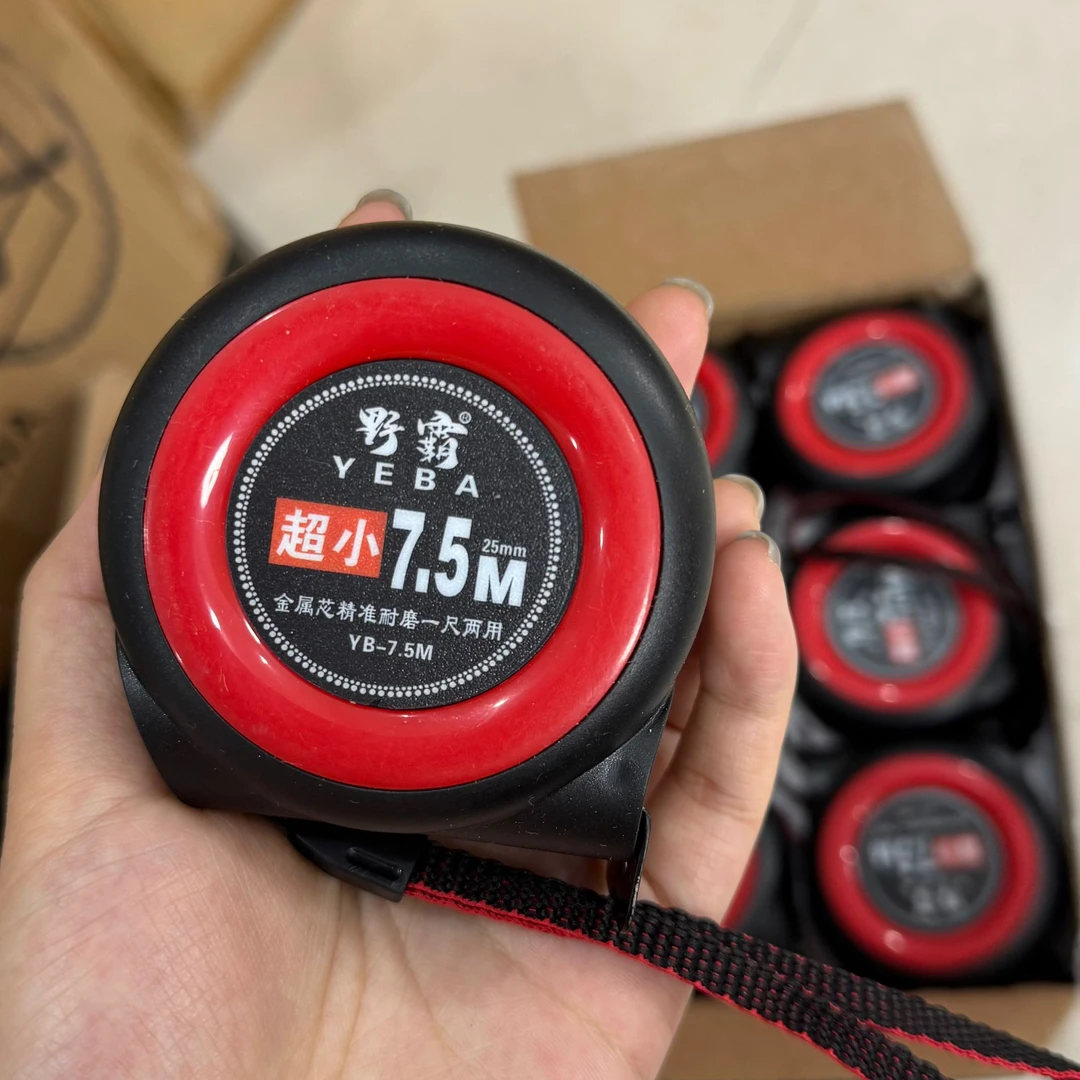 野霸®
YEBA
超小 7.5M
25mm
金属芯精准耐磨一尺两用
YB-7.5M